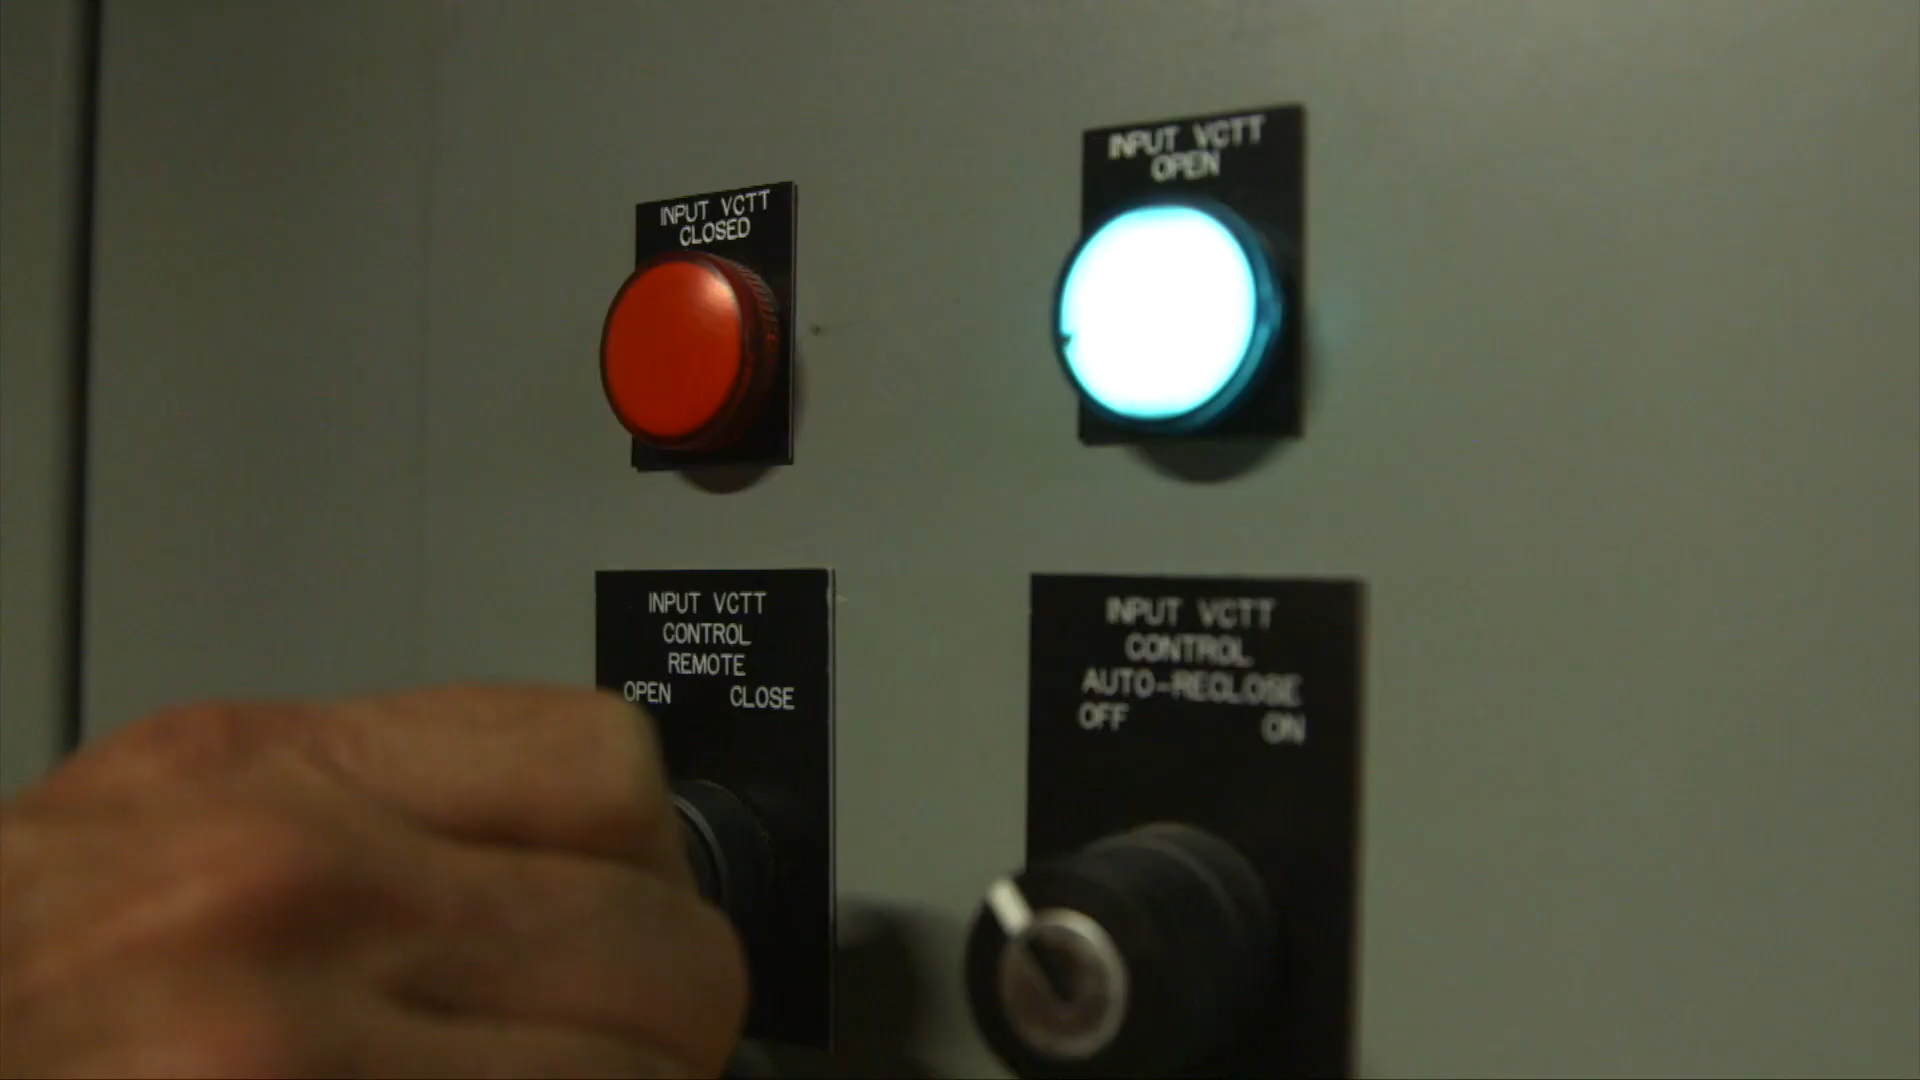 INPUT VCTT
CLOSED
INPUT VCTT
OPEN
INPUT VCTT
CONTROL
REMOTE
OPEN CLOSE
INPUT VCTT
CONTROL
AUTO-RECLOSE
OFF ON